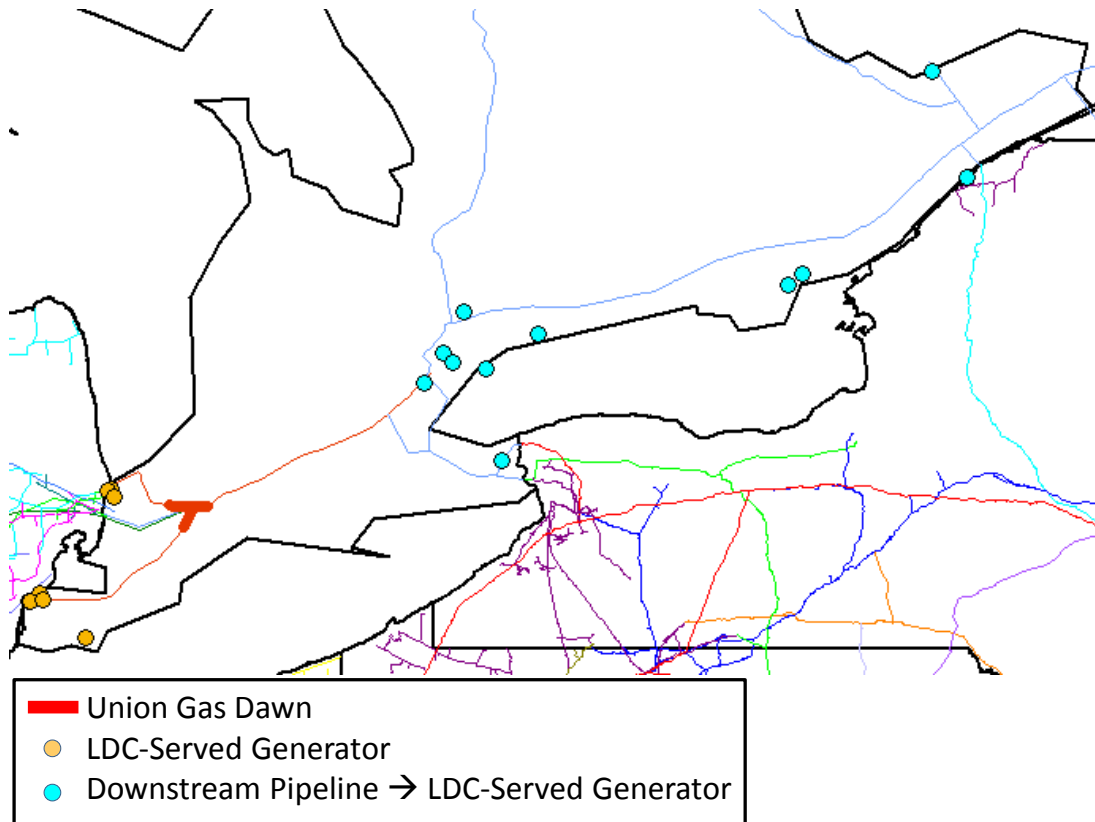 Union Gas Dawn
LDC-Served Generator
Downstream Pipeline → LDC-Served Generator